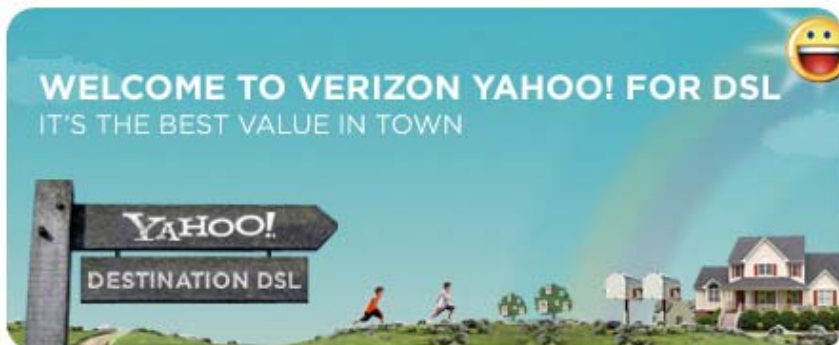 WELCOME TO VERIZON YAHOO! FOR DSL
IT'S THE BEST VALUE IN TOWN
YAHOO!
DESTINATION DSL